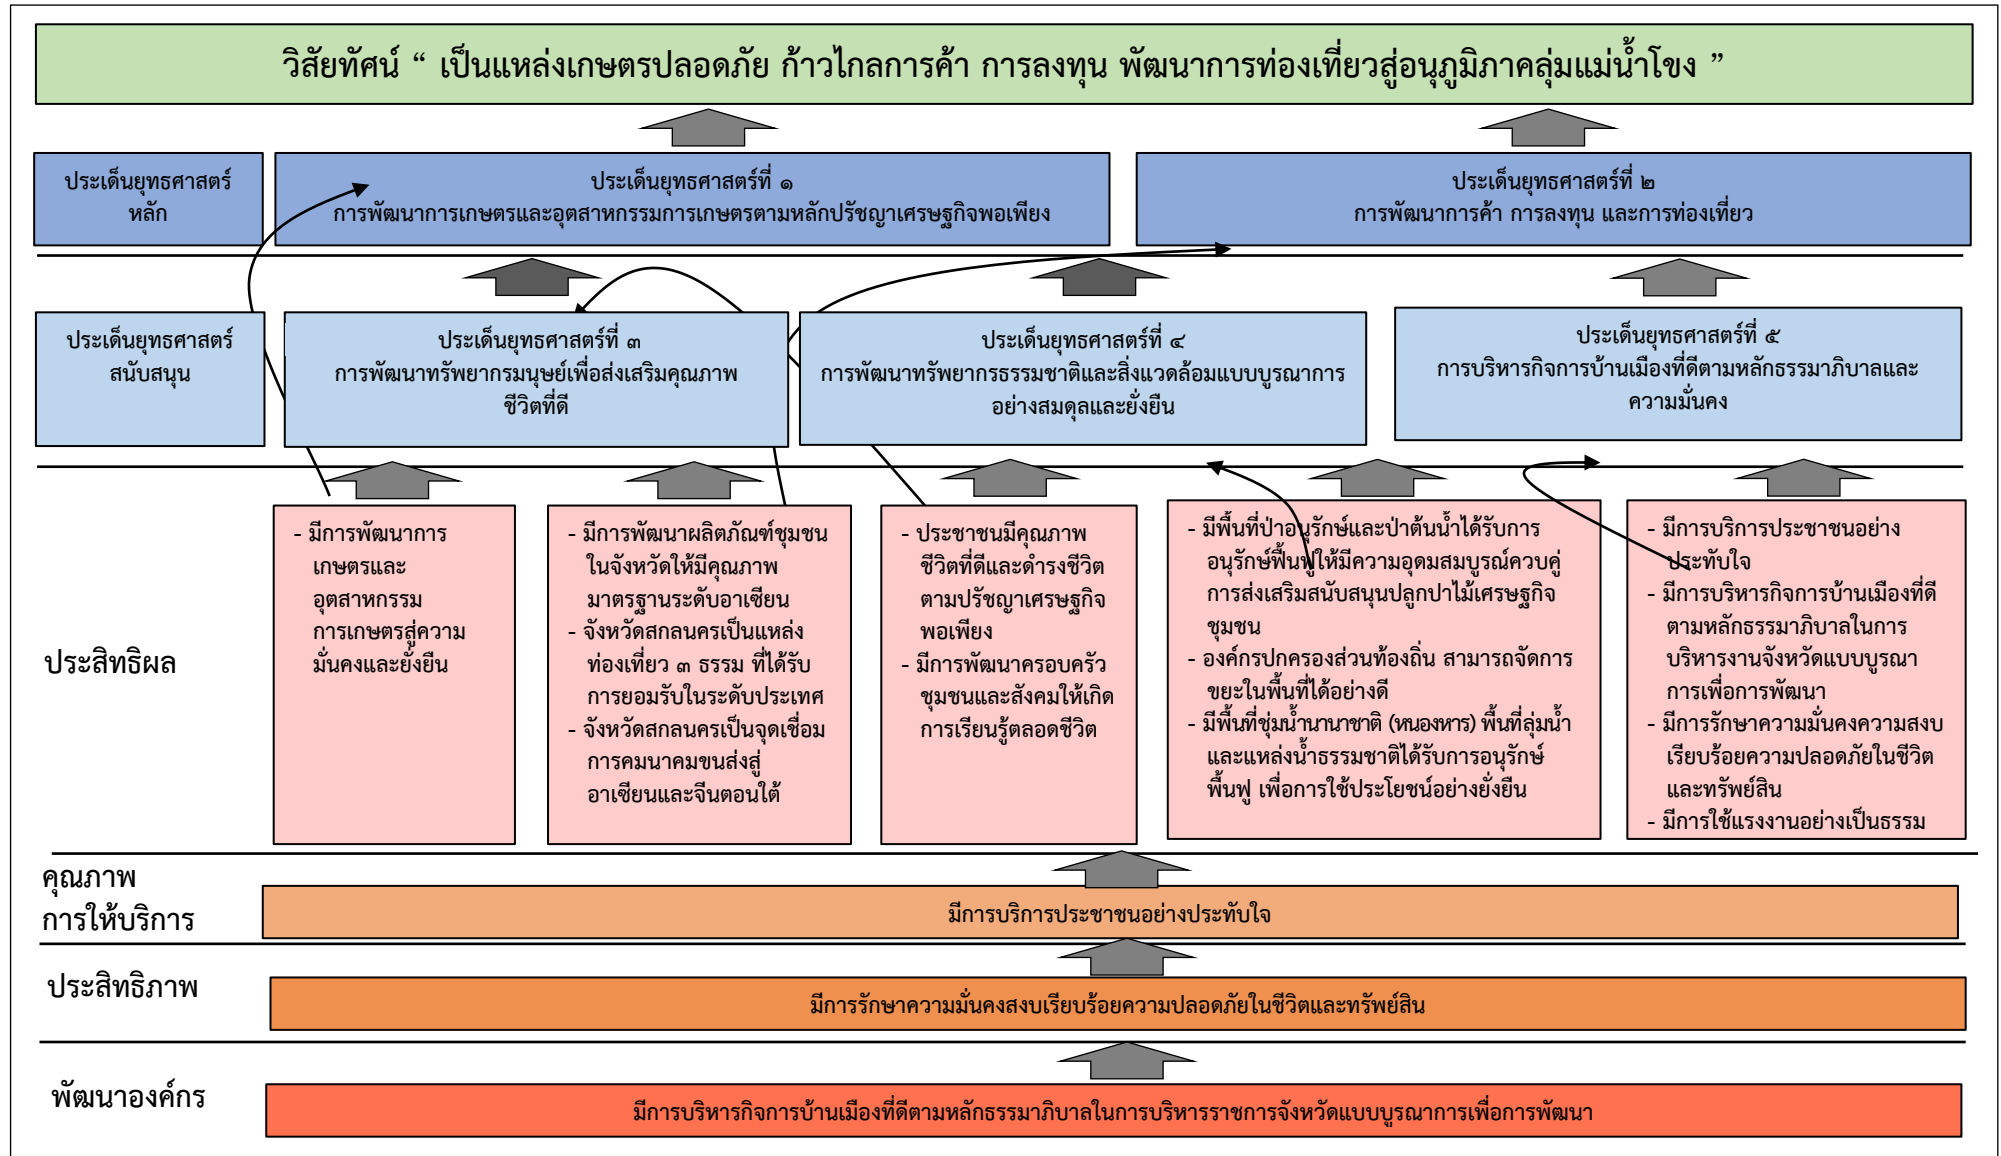 วิสัยทัศน์ “ เป็นแหล่งเกษตรปลอดภัย ก้าวไกลการค้า การลงทุน พัฒนาการท่องเที่ยวสู่อนุภูมิภาคลุ่มแม่น้ำโขง ”
ประเด็นยุทธศาสตร์
หลัก
ประเด็นยุทธศาสตร์ที่ ๑
การพัฒนาการเกษตรและอุตสาหกรรมการเกษตรตามหลักปรัชญาเศรษฐกิจพอเพียง
ประเด็นยุทธศาสตร์ที่ ๒
การพัฒนาการค้า การลงทุน และการท่องเที่ยว
ประเด็นยุทธศาสตร์
สนับสนุน
ประเด็นยุทธศาสตร์ที่ ๓
การพัฒนาทรัพยากรมนุษย์เพื่อส่งเสริมคุณภาพ
ชีวิตที่ดี
ประเด็นยุทธศาสตร์ที่ ๔
การพัฒนาทรัพยากรธรรมชาติและสิ่งแวดล้อมแบบบูรณาการ
อย่างสมดุลและยั่งยืน
ประเด็นยุทธศาสตร์ที่ ๕
การบริหารกิจการบ้านเมืองที่ดีตามหลักธรรมาภิบาลและ
ความมั่นคง
ประสิทธิผล
- มีการพัฒนาการ
เกษตรและ
อุตสาหกรรม
การเกษตรสู่ความ
มั่นคงและยั่งยืน
- มีการพัฒนาผลิตภัณฑ์ชุมชน
ในจังหวัดให้มีคุณภาพ
มาตรฐานระดับอาเซียน
- จังหวัดสกลนครเป็นแหล่ง
ท่องเที่ยว ๓ ธรรม ที่ได้รับ
การยอมรับในระดับประเทศ
- จังหวัดสกลนครเป็นจุดเชื่อม
การคมนาคมขนส่งสู่
อาเซียนและจีนตอนใต้
- ประชาชนมีคุณภาพ
ชีวิตที่ดีและดำรงชีวิต
ตามปรัชญาเศรษฐกิจ
พอเพียง
- มีการพัฒนาครอบครัว
ชุมชนและสังคมให้เกิด
การเรียนรู้ตลอดชีวิต
- มีพื้นที่ป่าอนุรักษ์และป่าต้นน้ำได้รับการ
อนุรักษ์ฟื้นฟูให้มีความอุดมสมบูรณ์ควบคู่
การส่งเสริมสนับสนุนปลูกปาไม้เศรษฐกิจ
ชุมชน
- องค์กรปกครองส่วนท้องถิ่น สามารถจัดการ
ขยะในพื้นที่ได้อย่างดี
- มีพื้นที่ชุ่มน้ำนานาชาติ (หนองหาร) พื้นที่ลุ่มน้ำ
และแหล่งน้ำธรรมชาติได้รับการอนุรักษ์
พื้นฟู เพื่อการใช้ประโยชน์อย่างยั่งยืน
- มีการบริการประชาชนอย่าง
ประทับใจ
- มีการบริหารกิจการบ้านเมืองที่ดี
ตามหลักธรรมาภิบาลในการ
บริหารงานจังหวัดแบบบูรณา
การเพื่อการพัฒนา
- มีการรักษาความมั่นคงความสงบ
เรียบร้อยความปลอดภัยในชีวิต
และทรัพย์สิน
- มีการใช้แรงงานอย่างเป็นธรรม
คุณภาพ
การให้บริการ
มีการบริการประชาชนอย่างประทับใจ
ประสิทธิภาพ
มีการรักษาความมั่นคงสงบเรียบร้อยความปลอดภัยในชีวิตและทรัพย์สิน
พัฒนาองค์กร
มีการบริหารกิจการบ้านเมืองที่ดีตามหลักธรรมาภิบาลในการบริหารราชการจังหวัดแบบบูรณาการเพื่อการพัฒนา